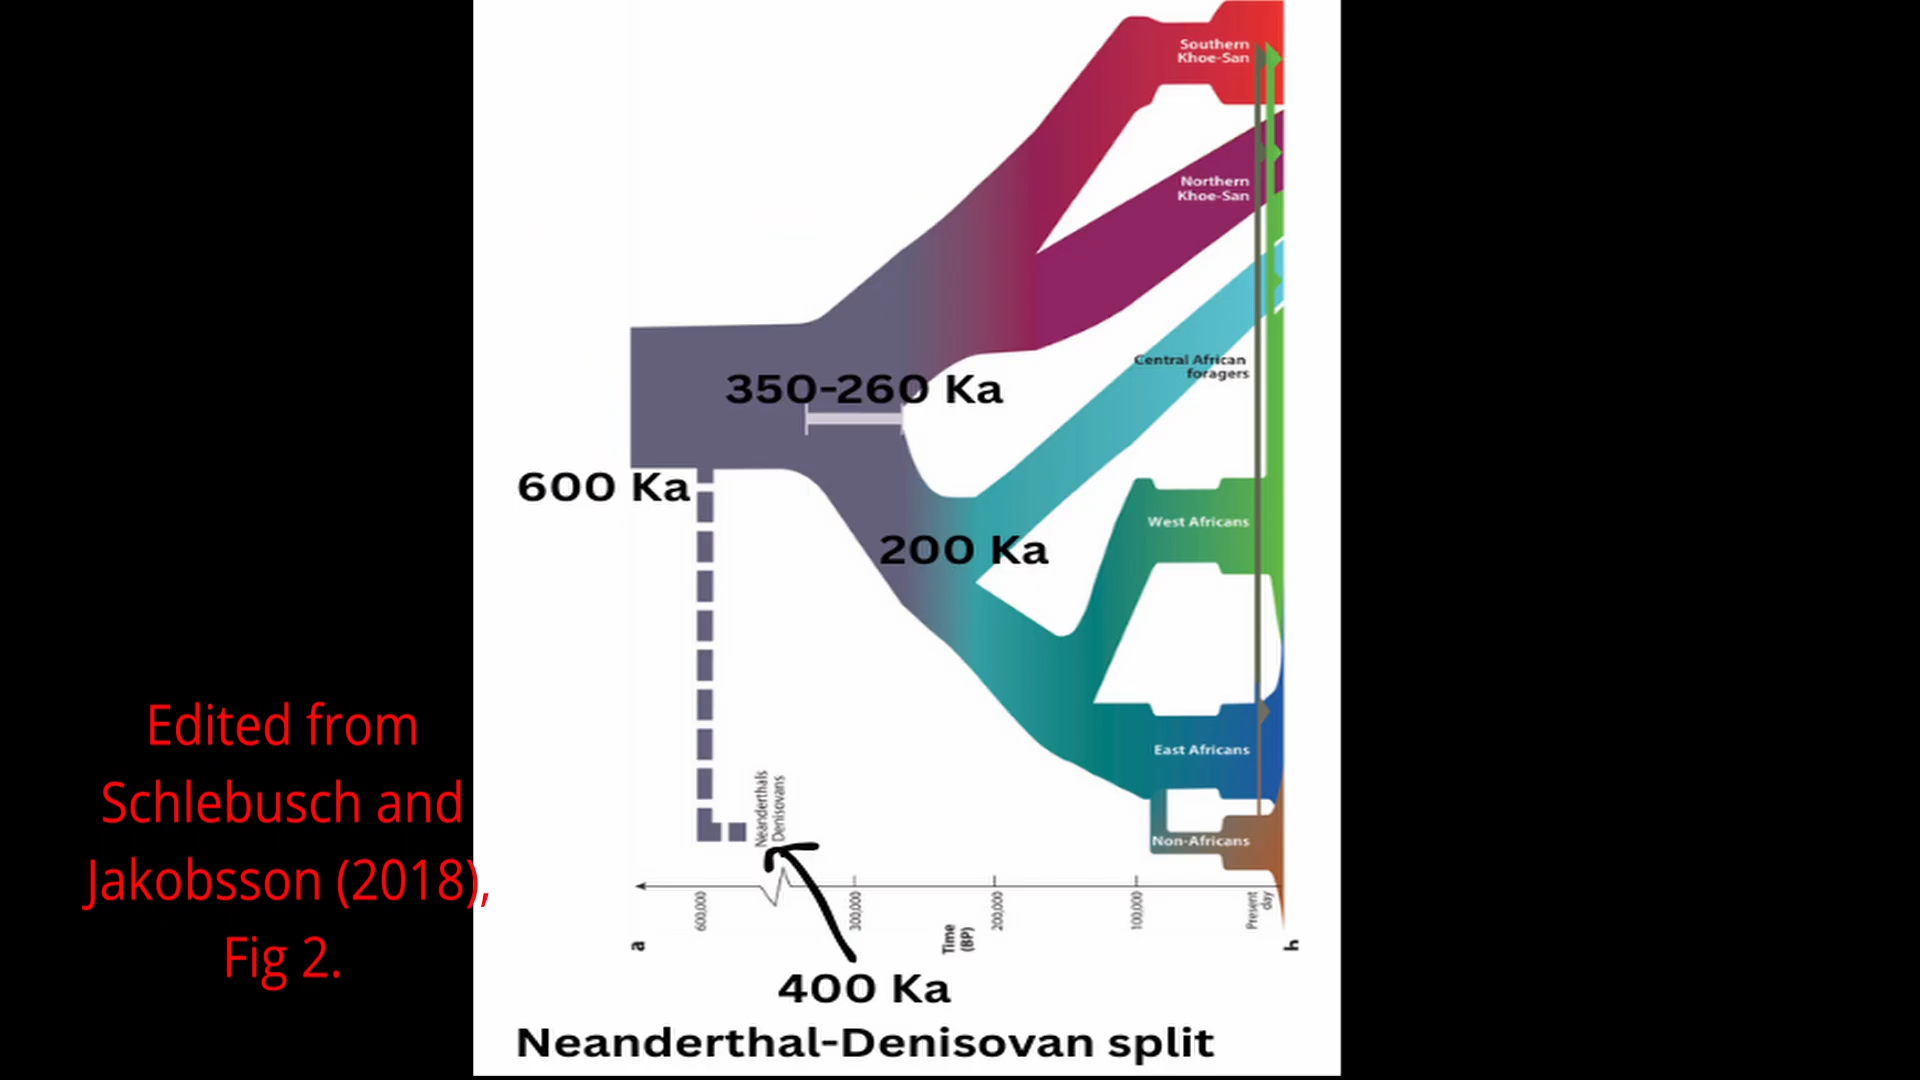 Southern
Khoe-San
Northern
Khoe-San
Central African
foragers
350-260 Ka
600 Ka
200 Ka
West Africans
East Africans
Non-Africans
Neanderthals
Denisovans
600,000
300,000
200,000
100,000
Present
day
Time
(BP)
a
b
400 Ka
Neanderthal-Denisovan split
Edited from
Schlebusch and
Jakobsson (2018),
Fig 2.